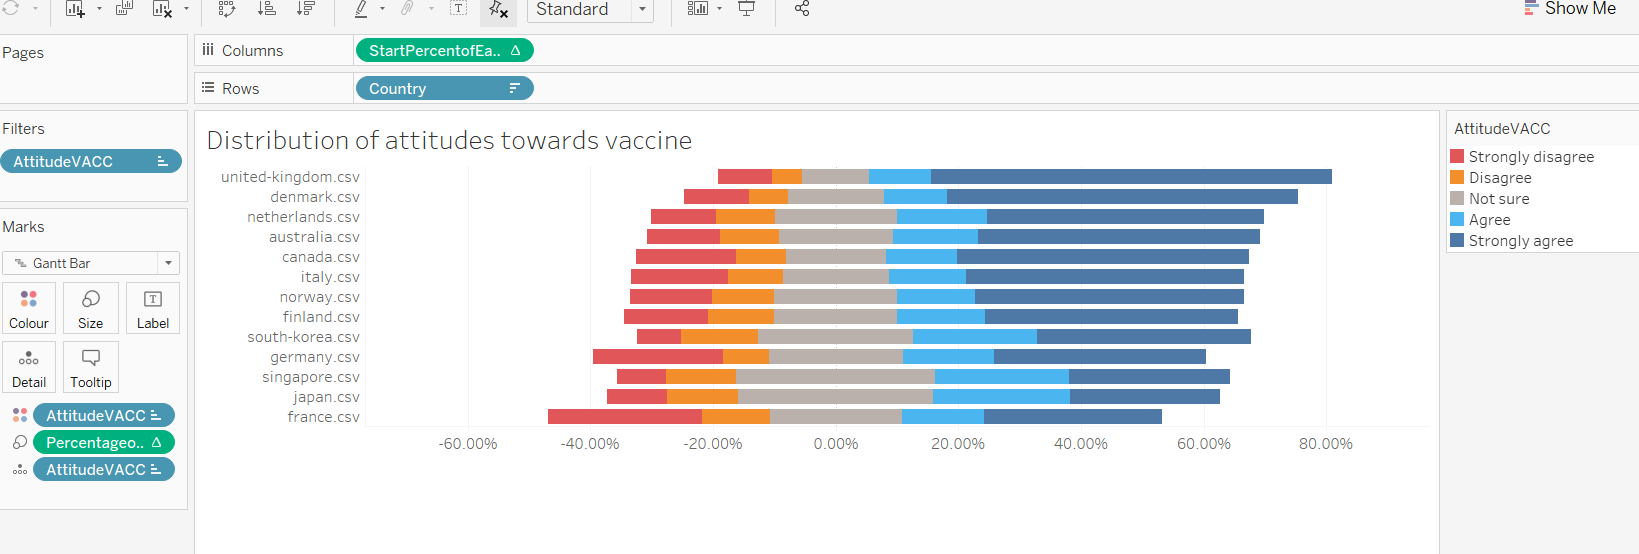 Standard
Show Me
Pages
Columns
StartPercentofEa..
Rows
Country
Filters
AttitudeVACC
Marks
Gantt Bar
Colour
Size
Label
Detail
Tooltip
AttitudeVACC
Percentageo..
AttitudeVACC
Distribution of attitudes towards vaccine
united-kingdom.csv
denmark.csv
netherlands.csv
australia.csv
canada.csv
italy.csv
norway.csv
finland.csv
south-korea.csv
germany.csv
singapore.csv
japan.csv
france.csv
-60.00% -40.00% -20.00% 0.00% 20.00% 40.00% 60.00% 80.00%
AttitudeVACC
Strongly disagree
Disagree
Not sure
Agree
Strongly agree